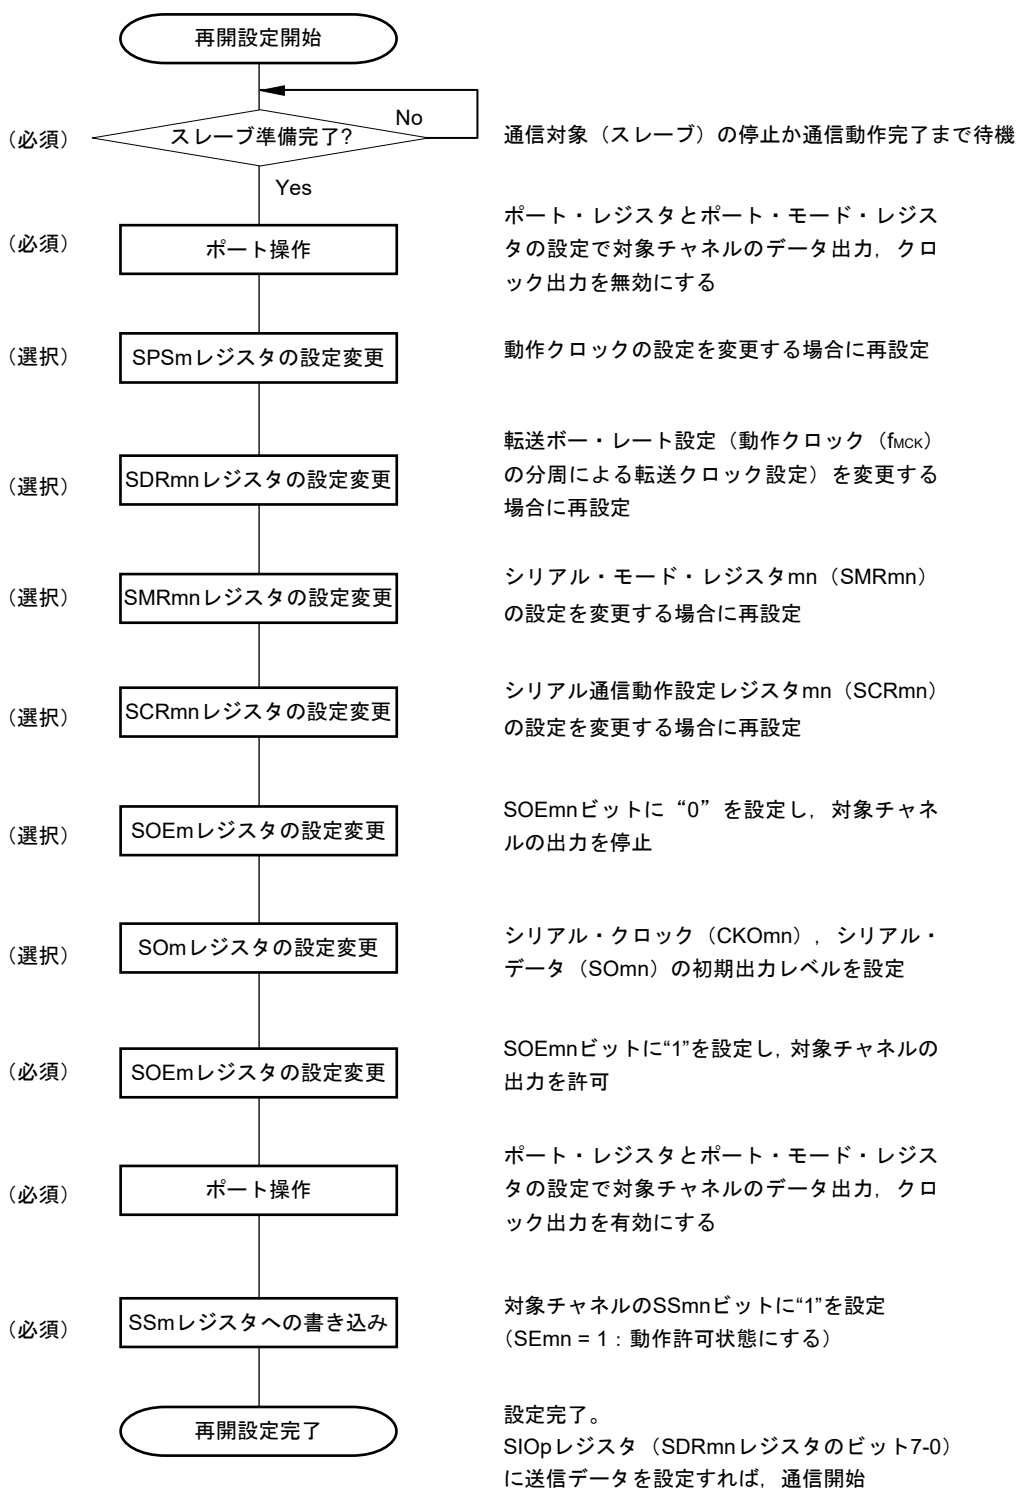 再開設定開始
No
(必須)
スレーブ準備完了?
通信対象（スレーブ）の停止か通信動作完了まで待機
Yes
(必須)
ポート操作
ポート・レジスタとポート・モード・レジス
タの設定で対象チャネルのデータ出力，クロ
ック出力を無効にする
(選択)
SPSmレジスタの設定変更
動作クロックの設定を変更する場合に再設定
(選択)
SDRmnレジスタの設定変更
転送ボー・レート設定（動作クロック（fMCK）
の分周による転送クロック設定）を変更する
場合に再設定
(選択)
SMRmnレジスタの設定変更
シリアル・モード・レジスタmn（SMRmn）
の設定を変更する場合に再設定
(選択)
SCRmnレジスタの設定変更
シリアル通信動作設定レジスタmn（SCRmn）
の設定を変更する場合に再設定
(選択)
SOEmレジスタの設定変更
SOEmnビットに“0”を設定し，対象チャネ
ルの出力を停止
(選択)
SOmレジスタの設定変更
シリアル・クロック（CKOmn），シリアル・
データ（SOmn）の初期出力レベルを設定
(必須)
SOEmレジスタの設定変更
SOEmnビットに“1”を設定し，対象チャネルの
出力を許可
(必須)
ポート操作
ポート・レジスタとポート・モード・レジス
タの設定で対象チャネルのデータ出力，クロ
ック出力を有効にする
(必須)
SSmレジスタへの書き込み
対象チャネルのSSmnビットに“1”を設定
（SEmn = 1：動作許可状態にする）
再開設定完了
設定完了。
SIOpレジスタ（SDRmnレジスタのビット7-0）
に送信データを設定すれば，通信開始